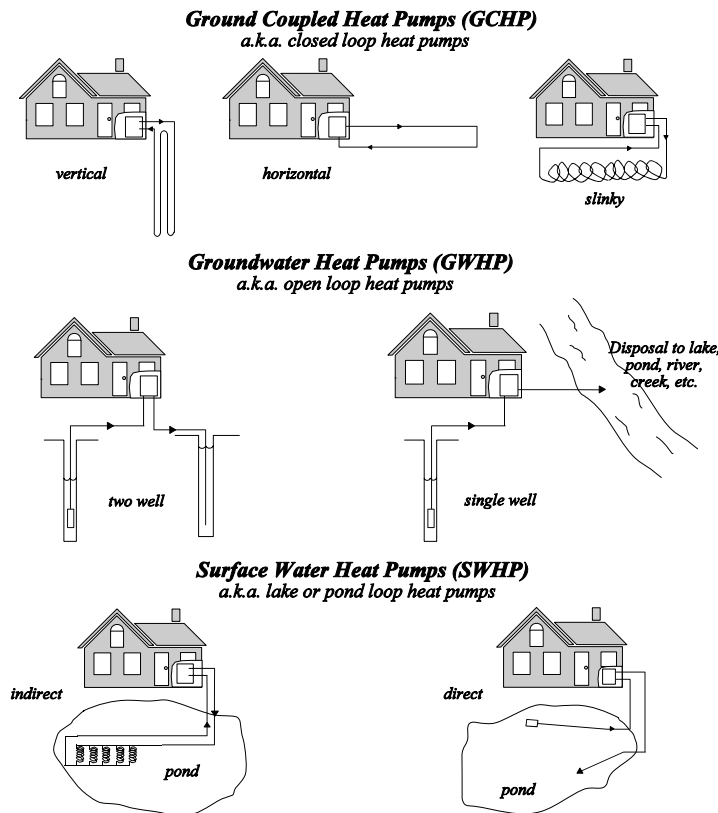 Ground Coupled Heat Pumps (GCHP)
a.k.a. closed loop heat pumps
vertical
horizontal
slinky
Groundwater Heat Pumps (GWHP)
a.k.a. open loop heat pumps
Disposal to lake,
pond, river,
creek, etc.
two well
single well
Surface Water Heat Pumps (SWHP)
a.k.a. lake or pond loop heat pumps
indirect
direct
pond
pond